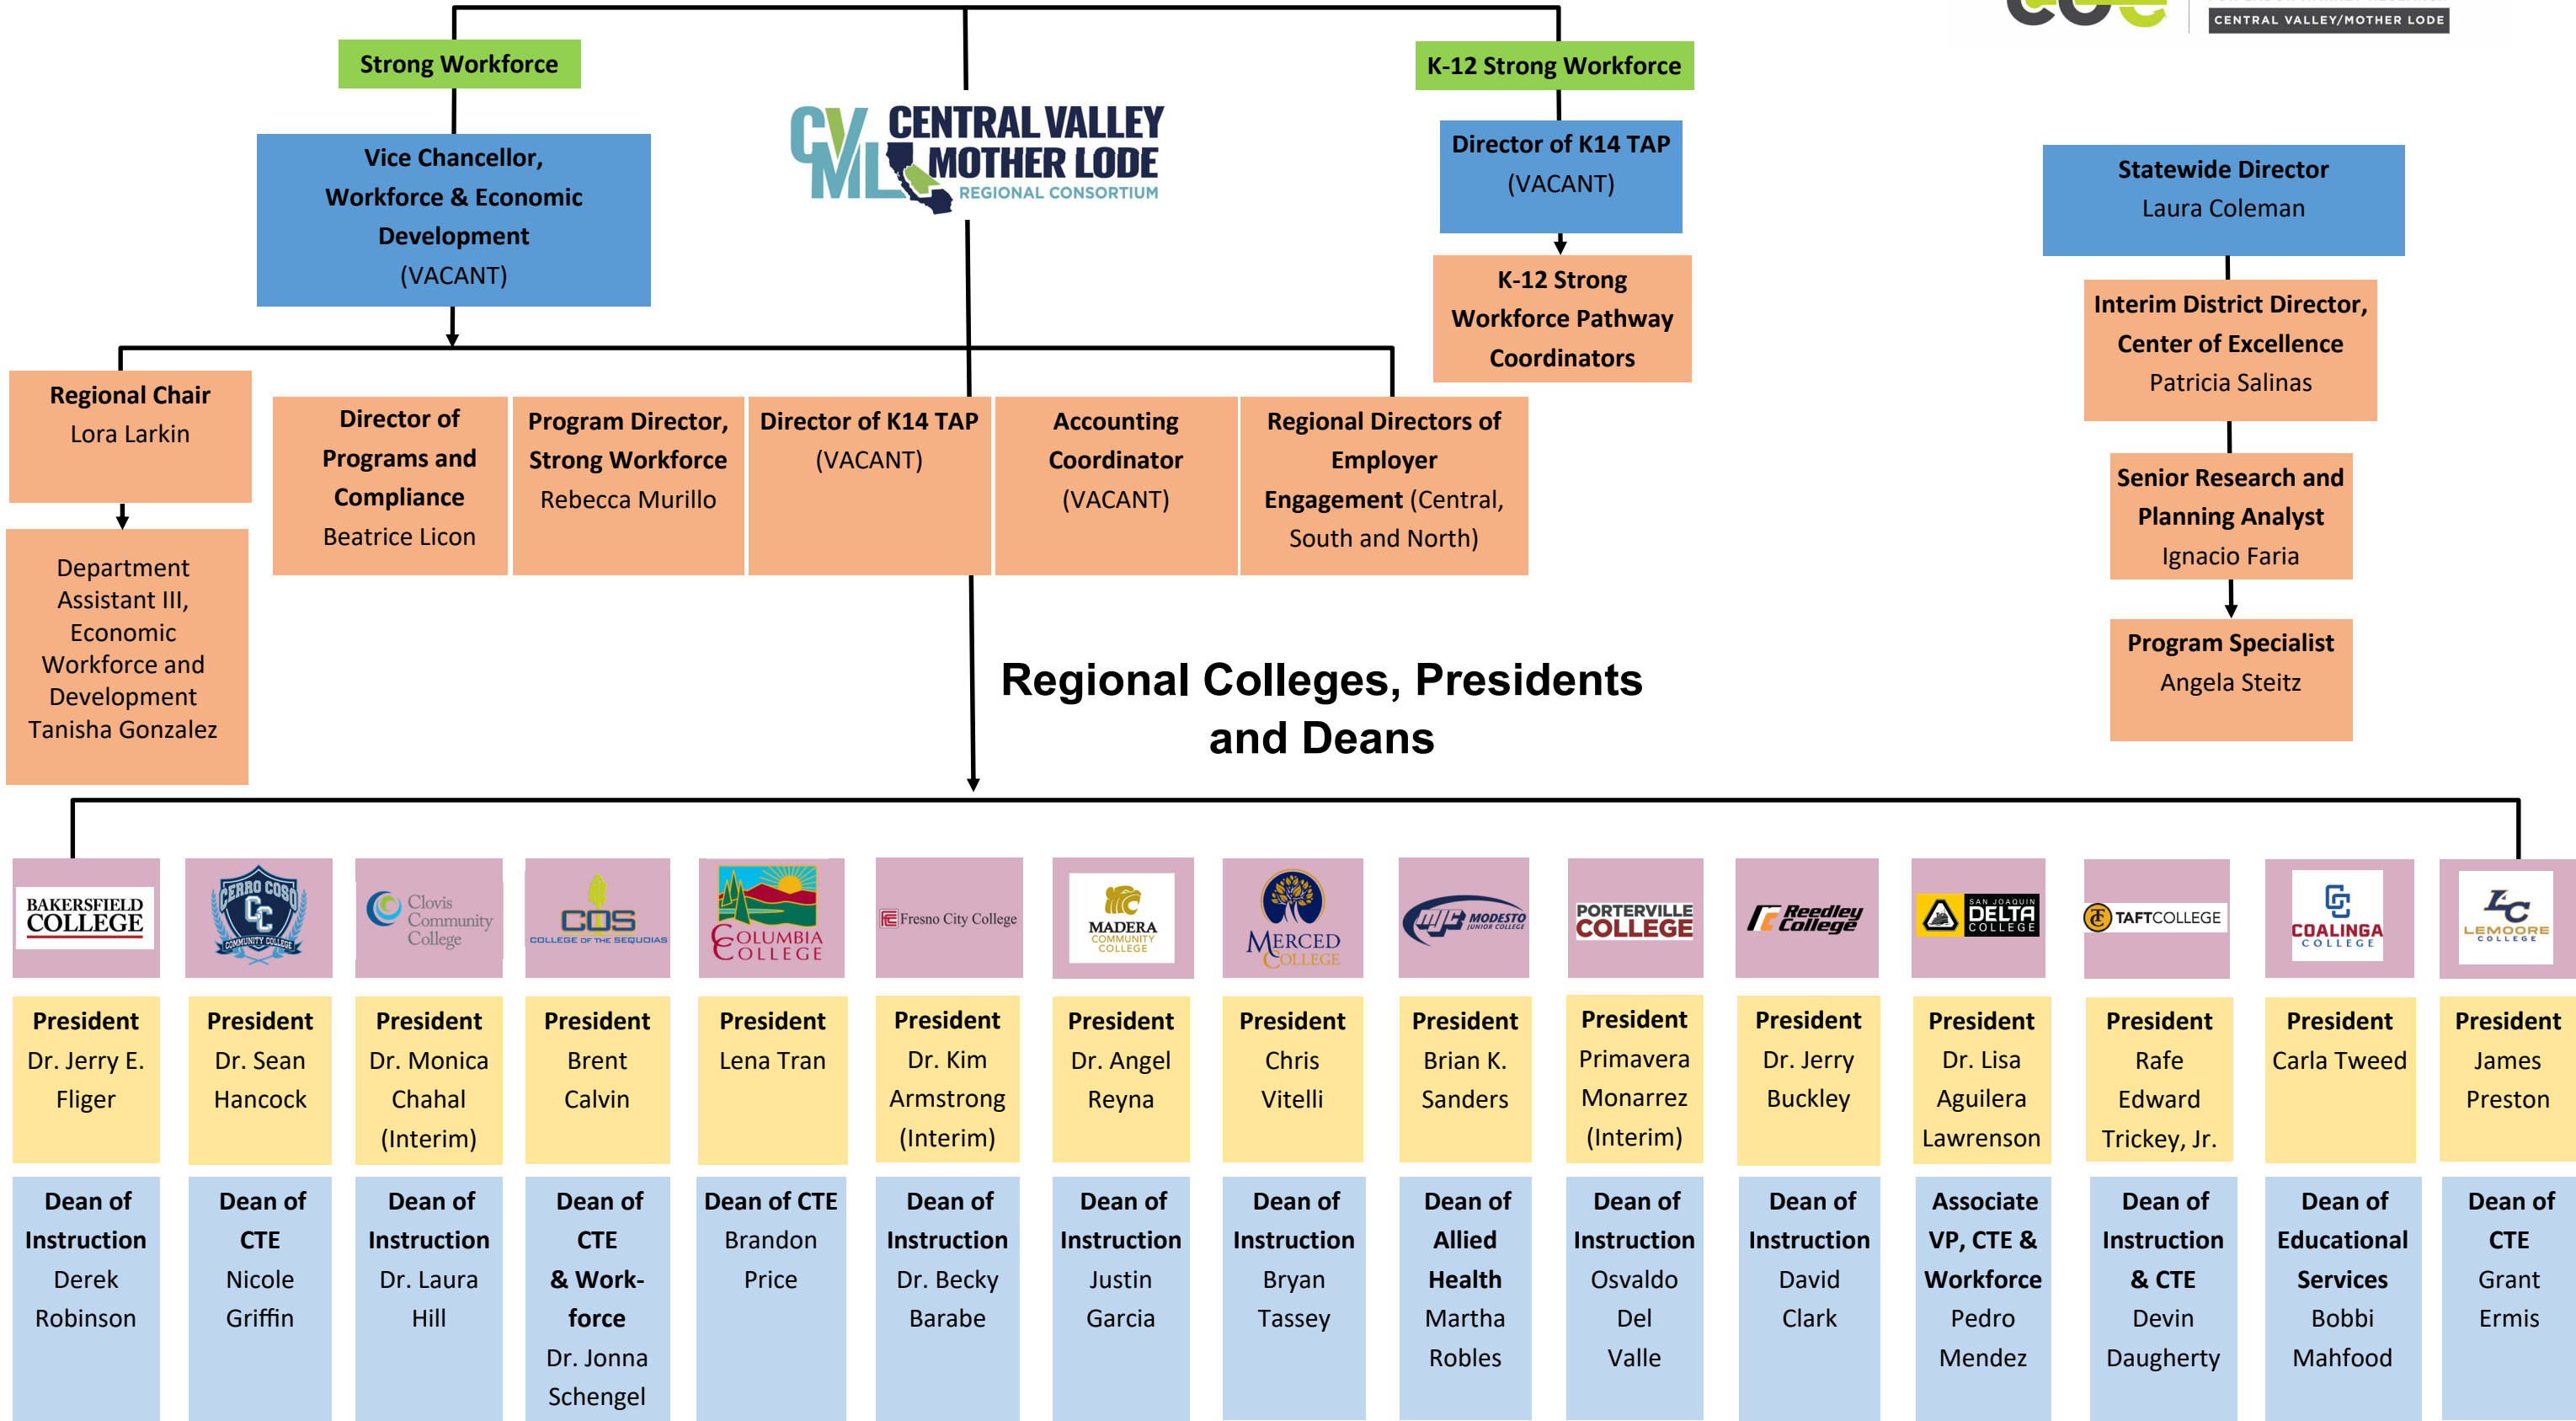 coe
CENTRAL VALLEY/MOTHER LODE
Strong Workforce
K-12 Strong Workforce
Vice Chancellor,
Workforce & Economic
Development
(VACANT)
CVML
CENTRAL VALLEY
MOTHER LODE
REGIONAL CONSORTIUM
Director of K14 TAP
(VACANT)
K-12 Strong
Workforce Pathway
Coordinators
Statewide Director
Laura Coleman
Interim District Director,
Center of Excellence
Patricia Salinas
Senior Research and
Planning Analyst
Ignacio Faria
Program Specialist
Angela Steitz
Regional Chair
Lora Larkin
Department
Assistant III,
Economic
Workforce and
Development
Tanisha Gonzalez
Director of
Programs and
Compliance
Beatrice Licon
Program Director,
Strong Workforce
Rebecca Murillo
Director of K14 TAP
(VACANT)
Accounting
Coordinator
(VACANT)
Regional Directors of
Employer
Engagement (Central,
South and North)
Regional Colleges, Presidents
and Deans
BAKERSFIELD
COLLEGE
President
Dr. Jerry E.
Fliger
Dean of
Instruction
Derek
Robinson
CERRO COSO
CC
COMMUNITY COLLEGE
President
Dr. Sean
Hancock
Dean of
CTE
Nicole
Griffin
Clovis
Community
College
President
Dr. Monica
Chahal
(Interim)
Dean of
Instruction
Dr. Laura
Hill
COS
COLLEGE OF THE SEQUOIAS
President
Brent
Calvin
Dean of
CTE
& Work-
force
Dr. Jonna
Schengel
COLUMBIA
COLLEGE
President
Lena Tran
Dean of CTE
Brandon
Price
Fresno City College
President
Dr. Kim
Armstrong
(Interim)
Dean of
Instruction
Dr. Becky
Barabe
MADERA
COMMUNITY
COLLEGE
President
Dr. Angel
Reyna
Dean of
Instruction
Justin
Garcia
MERCED
COLLEGE
President
Chris
Vitelli
Dean of
Instruction
Bryan
Tassey
MJC MODESTO
JUNIOR COLLEGE
President
Brian K.
Sanders
Dean of
Allied
Health
Martha
Robles
PORTERVILLE
COLLEGE
President
Primavera
Monarrez
(Interim)
Dean of
Instruction
Osvaldo
Del
Valle
Reedley
College
President
Dr. Jerry
Buckley
Dean of
Instruction
David
Clark
SAN JOAQUIN
DELTA
COLLEGE
President
Dr. Lisa
Aguilera
Lawrenson
Associate
VP, CTE &
Workforce
Pedro
Mendez
TC TAFTCOLLEGE
President
Rafe
Edward
Trickey, Jr.
Dean of
Instruction
& CTE
Devin
Daugherty
CC
COALINGA
COLLEGE
President
Carla Tweed
Dean of
Educational
Services
Bobbi
Mahfood
LC
LEMOORE
COLLEGE
President
James
Preston
Dean of
CTE
Grant
Ermis